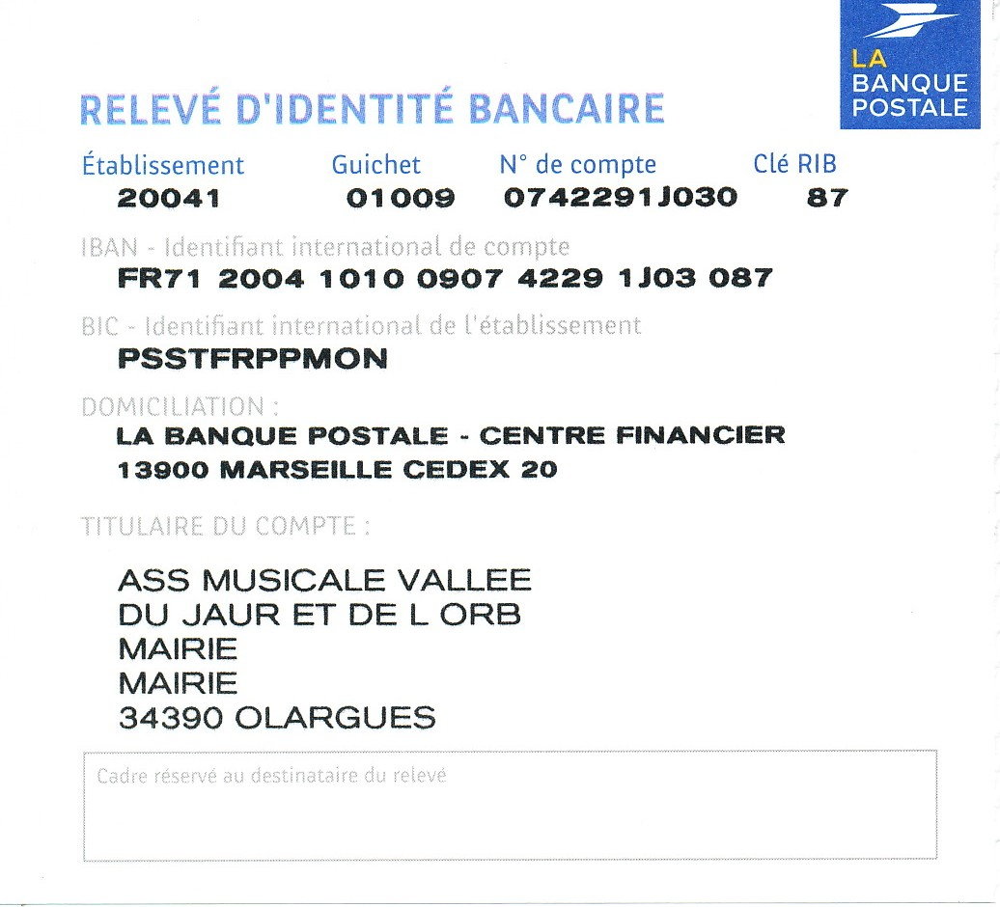 LA
BANQUE
POSTALE
RELEVÉ D'IDENTITÉ BANCAIRE
Établissement Guichet N° de compte Clé RIB
20041 01009 0742291J030 87
IBAN - Identifiant international de compte
FR71 2004 1010 0907 4229 1J03 087
BIC - Identifiant international de l'établissement
PSSTFRPPMON
DOMICILIATION :
LA BANQUE POSTALE - CENTRE FINANCIER
13900 MARSEILLE CEDEX 20
TITULAIRE DU COMPTE :
ASS MUSICALE VALLEE
DU JAUR ET DE L ORB
MAIRIE
MAIRIE
34390 OLARGUES
Cadre réservé au destinataire du relevé